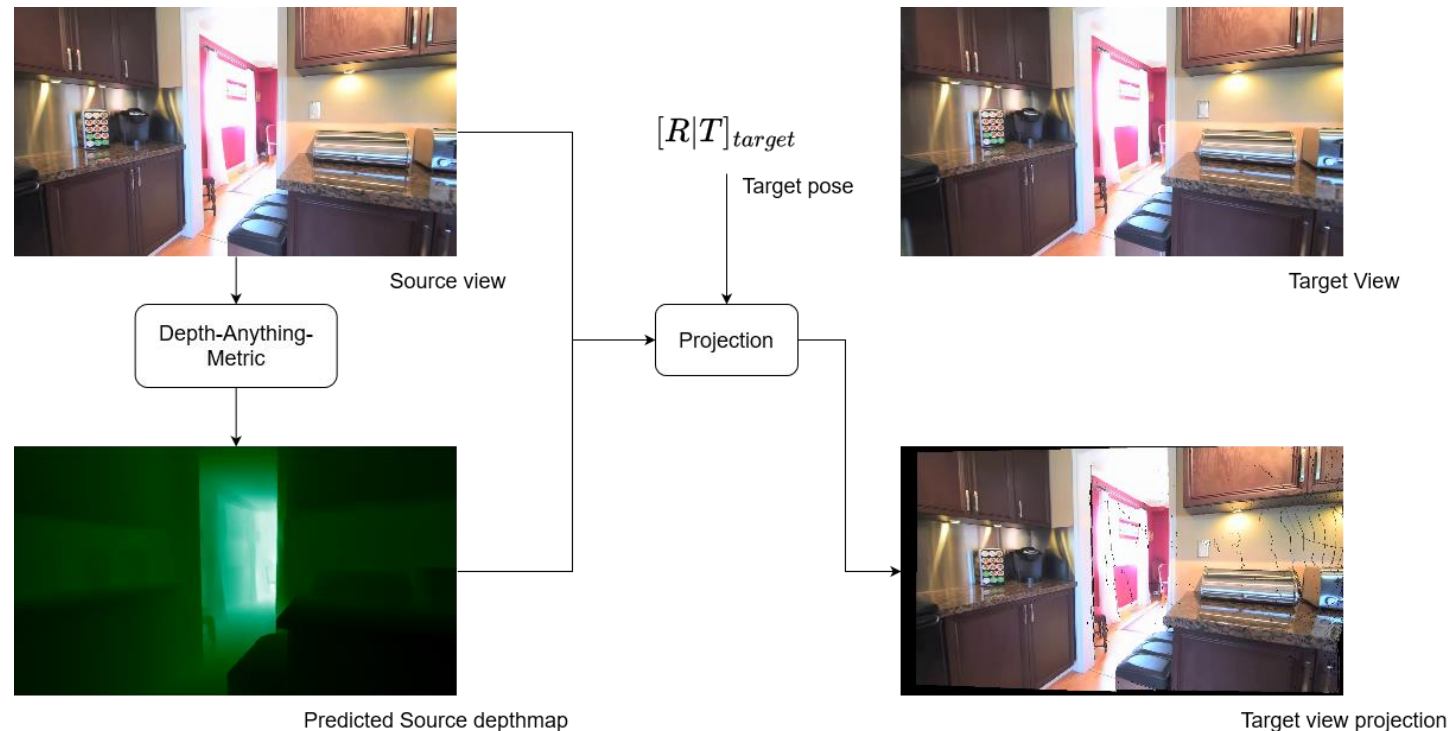 [R|T]target
Target pose
Source view
Target View
Depth-Anything-
Metric
Projection
Predicted Source depthmap
Target view projection